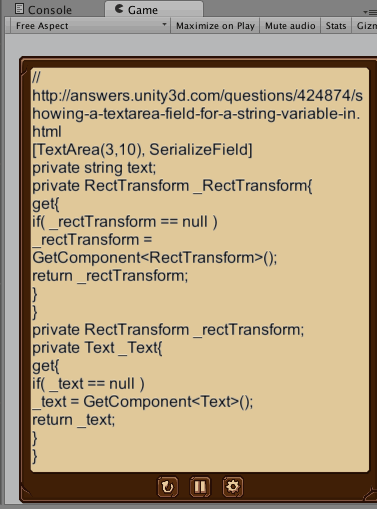 Console
Game
Free Aspect
Maximize on Play
Mute audio
Stats
//
http://answers.unity3d.com/questions/424874/s
howing-a-textarea-field-for-a-string-variable-in.
html
[TextArea(3,10), SerializeField]
private string text;
private RectTransform _RectTransform{
get{
if( _rectTransform == null )
_rectTransform =
GetComponent<RectTransform>();
return _rectTransform;
}
}
private RectTransform _rectTransform;
private Text _Text{
get{
if( _text == null )
_text = GetComponent<Text>();
return _text;
}
}